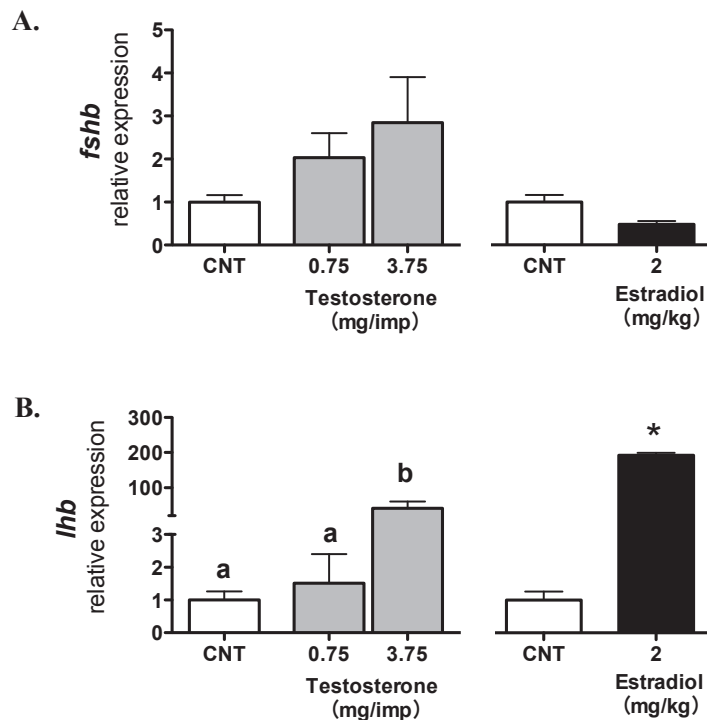 A.
fshb
relative expression
5
4
3
2
1
0
CNT 0.75 3.75 CNT 2
Testosterone
(mg/imp)
Estradiol
(mg/kg)
B.
lhb
relative expression
300
200
100
3
2
1
0
a a b *
CNT 0.75 3.75 CNT 2
Testosterone
(mg/imp)
Estradiol
(mg/kg)